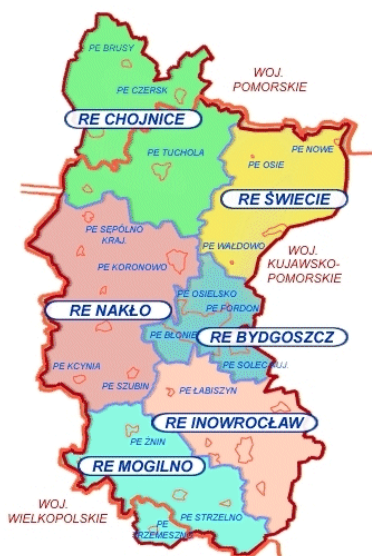 PE BRUSY
WOJ.
POMORSKIE
PE CZERSK
RE CHOJNICE
PE TUCHOLA
PE NOWE
PE OSIE
RE ŚWIECIE
PE SĘPÓLNO
KRAJ.
PE WAŁDOWO
WOJ.
KUJAWSKO-
POMORSKIE
PE KORONOWO
PE OSIELSKO
PE FORDON
RE NAKŁO
PE BŁONIE
RE BYDGOSZCZ
PE KCYNIA
PE SZUBIN
PE SOLEC KUJ.
PE ŁABISZYN
RE INOWROCŁAW
PE ŻNIN
RE MOGILNO
WOJ.
WIELKOPOLSKIE
PE STRZELNO
PE
TRZEMESZNO